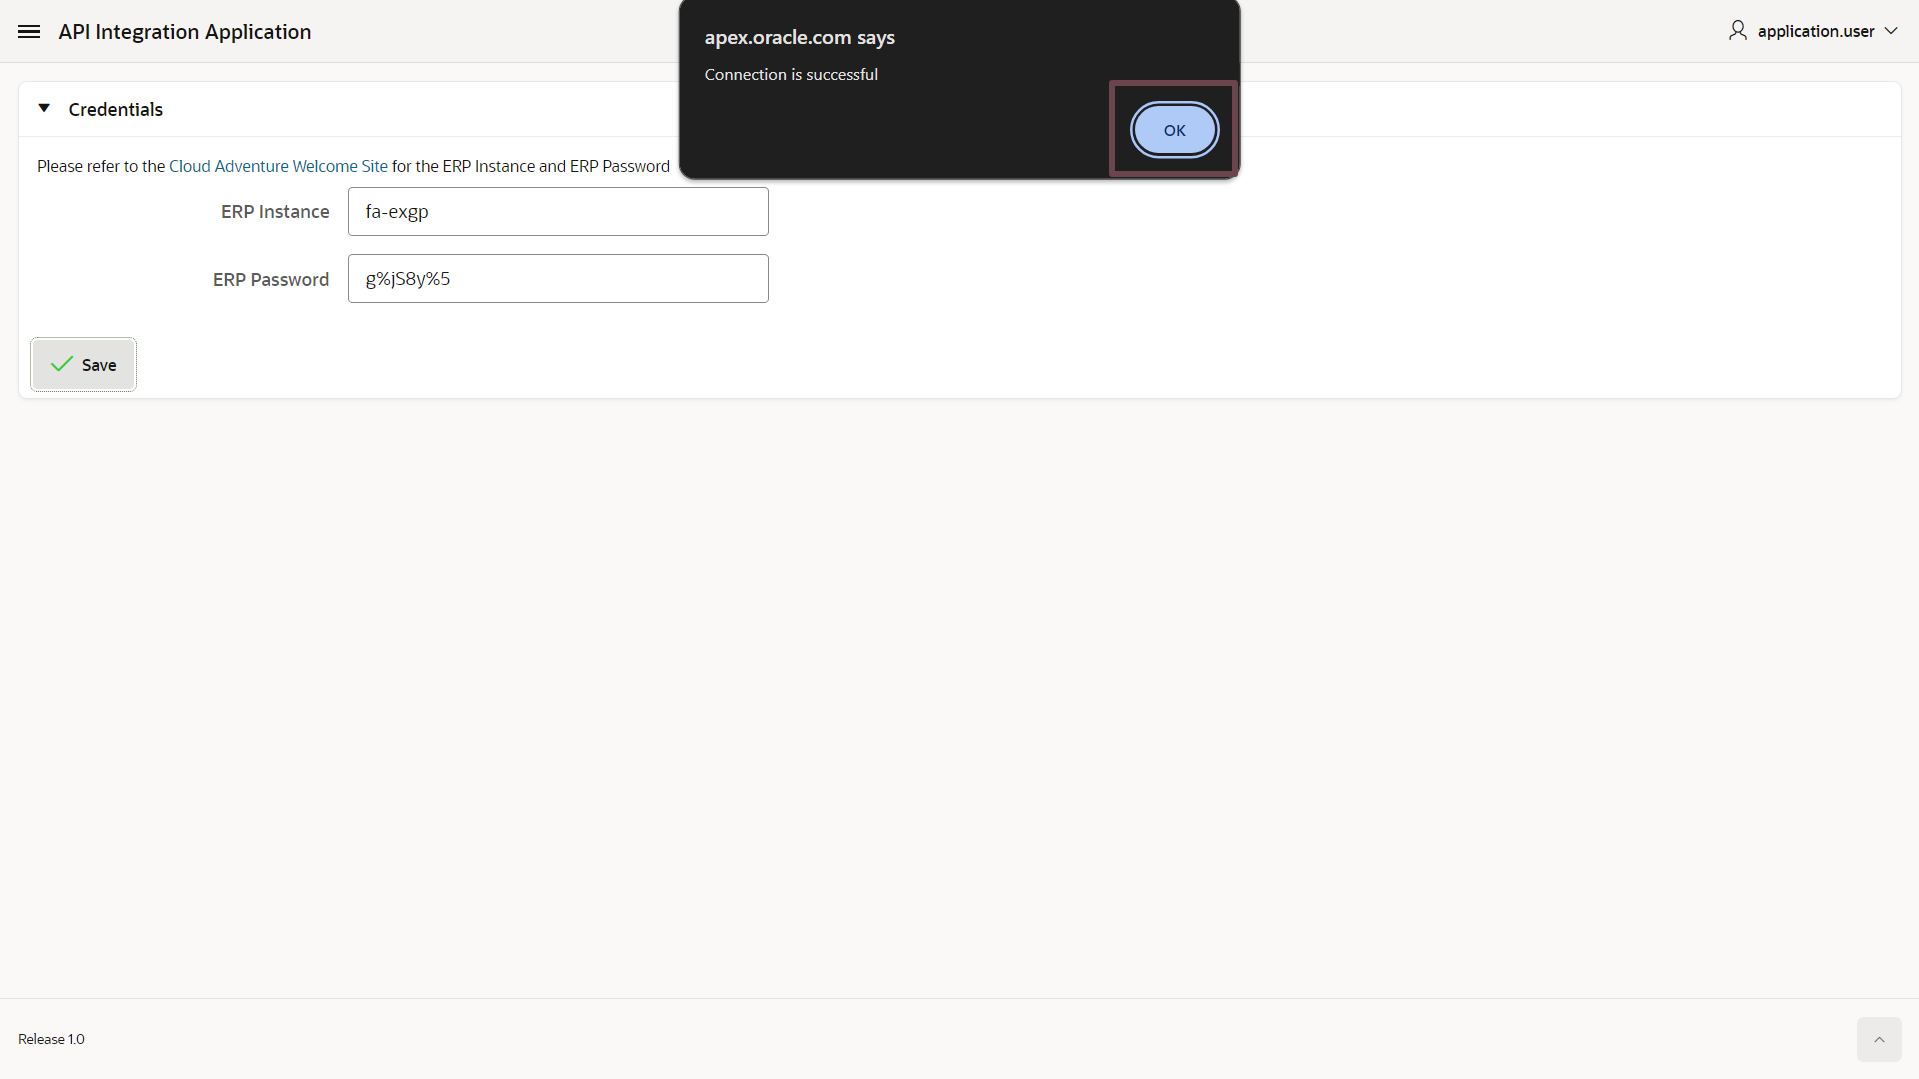 API Integration Application
application.user
apex.oracle.com says
Connection is successful
OK
Credentials
Please refer to the Cloud Adventure Welcome Site for the ERP Instance and ERP Password
ERP Instance
fa-exgp
ERP Password
g%jS8y%5
Save
Release 1.0